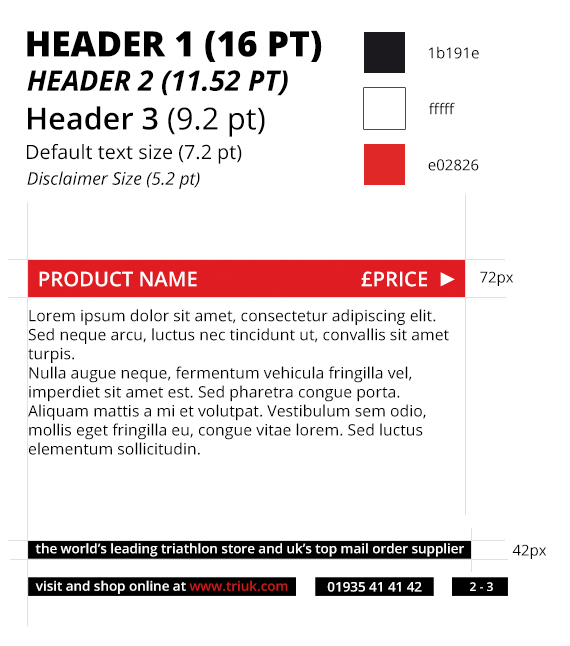 HEADER 1 (16 PT)
HEADER 2 (11.52 PT)
Header 3 (9.2 pt)
Default text size (7.2 pt)
Disclaimer Size (5.2 pt)
1b191e
fffff
e02826
PRODUCT NAME £PRICE ►
72px
Lorem ipsum dolor sit amet, consectetur adipiscing elit.
Sed neque arcu, luctus nec tincidunt ut, convallis sit amet
turpis.
Nulla augue neque, fermentum vehicula fringilla vel,
imperdiet sit amet est. Sed pharetra congue porta.
Aliquam mattis a mi et volutpat. Vestibulum sem odio,
mollis eget fringilla eu, congue vitae lorem. Sed luctus
elementum sollicitudin.
the world's leading triathlon store and uk's top mail order supplier
42px
visit and shop online at www.triuk.com 01935 41 41 42 2 - 3